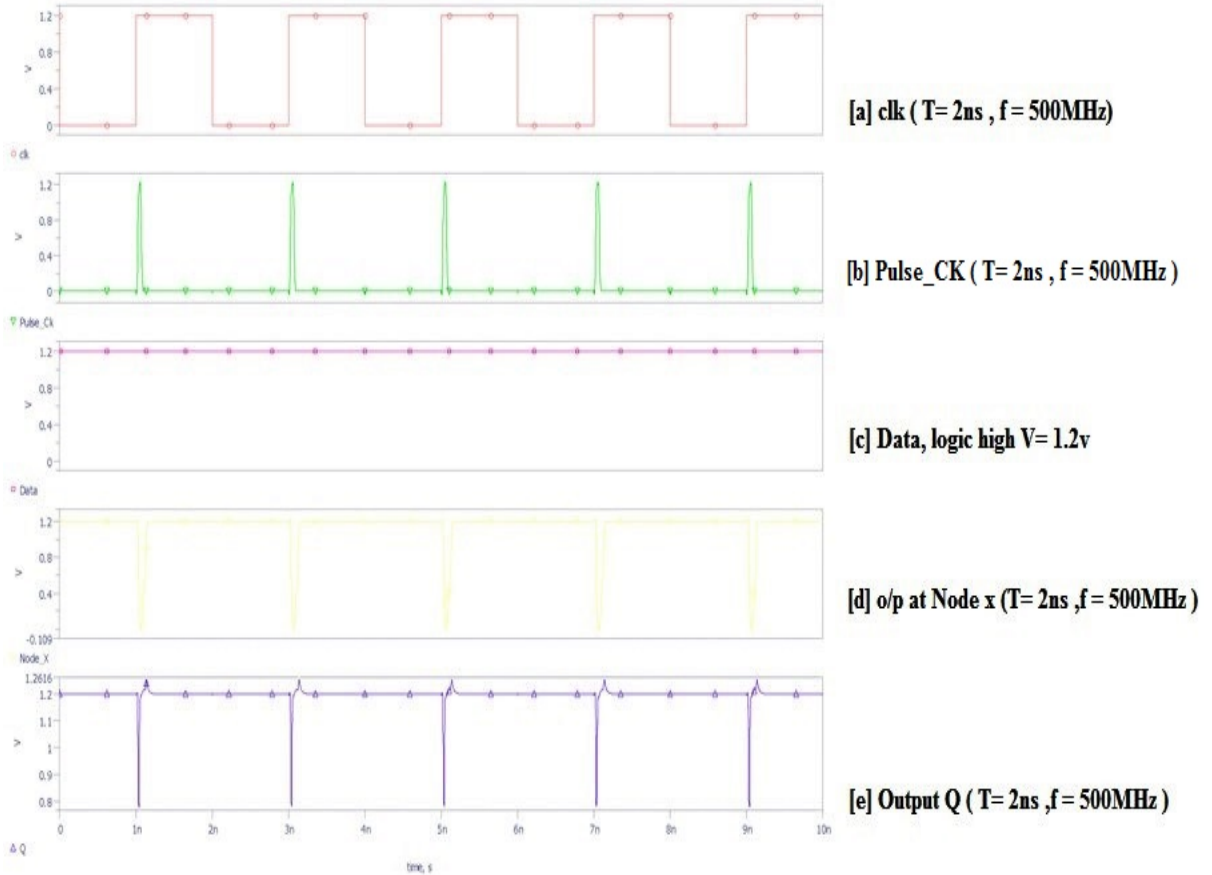 1.2
0.8
V
0.4
0
clk
[a] clk ( T= 2ns , f = 500MHz)
1.2
0.8
V
0.4
0
Pulse_Ck
[b] Pulse_CK ( T= 2ns , f = 500MHz )
1.2
0.8
V
0.4
0
Data
[c] Data, logic high V= 1.2v
1.2
0.8
V
0.4
-0.109
Node_X
[d] o/p at Node x (T= 2ns ,f = 500MHz )
1.2616
1.2
1.1
V
1
0.9
0.8
0 1n 2n 3n 4n 5n 6n 7n 8n 9n 10n
Q
time, s
[e] Output Q ( T= 2ns ,f = 500MHz )